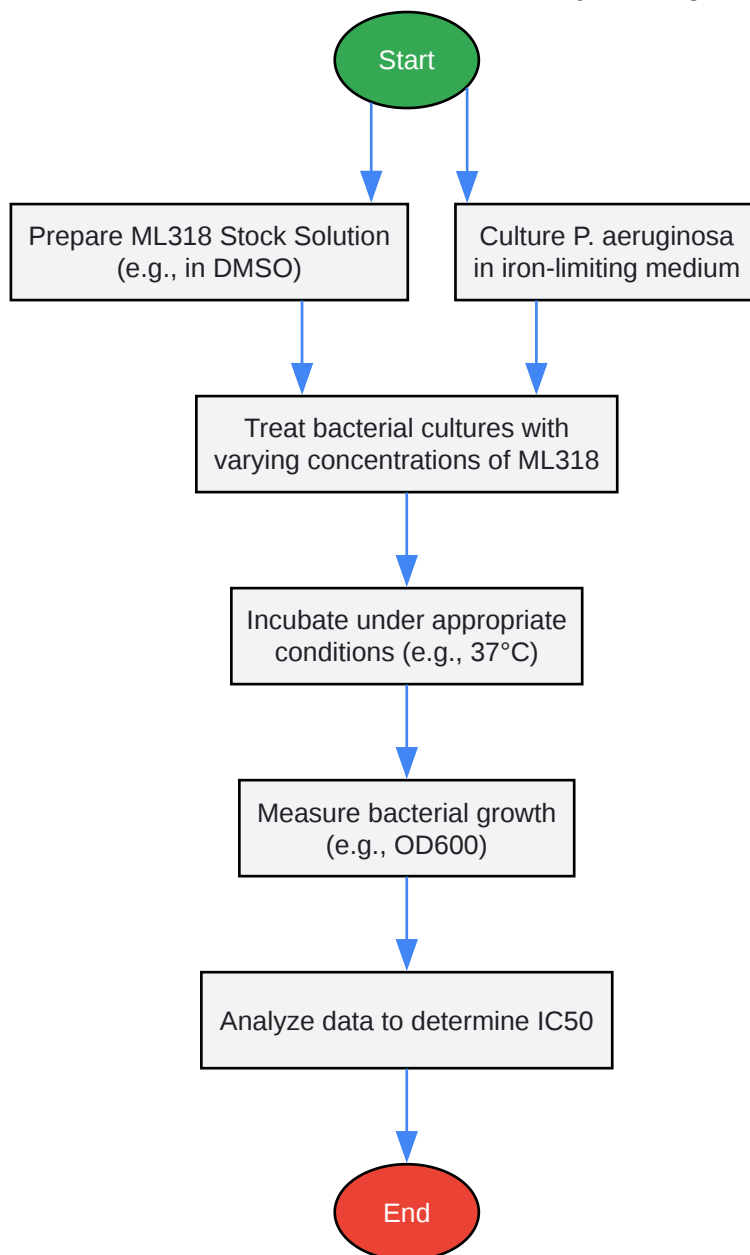 Start
Prepare ML318 Stock Solution
(e.g., in DMSO)
Culture P. aeruginosa
in iron-limiting medium
Treat bacterial cultures with
varying concentrations of ML318
Incubate under appropriate
conditions (e.g., 37°C)
Measure bacterial growth
(e.g., OD600)
Analyze data to determine IC50
End